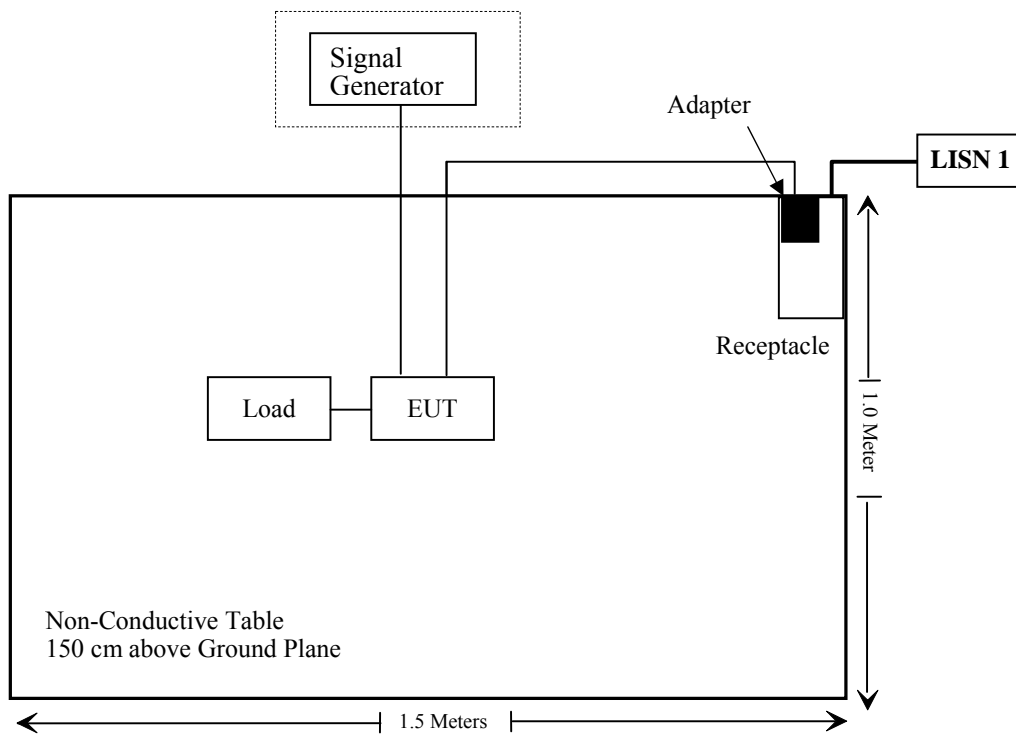 Signal
Generator
Adapter
LISN 1
Receptacle
Load
EUT
1.0 Meter
Non-Conductive Table
150 cm above Ground Plane
1.5 Meters